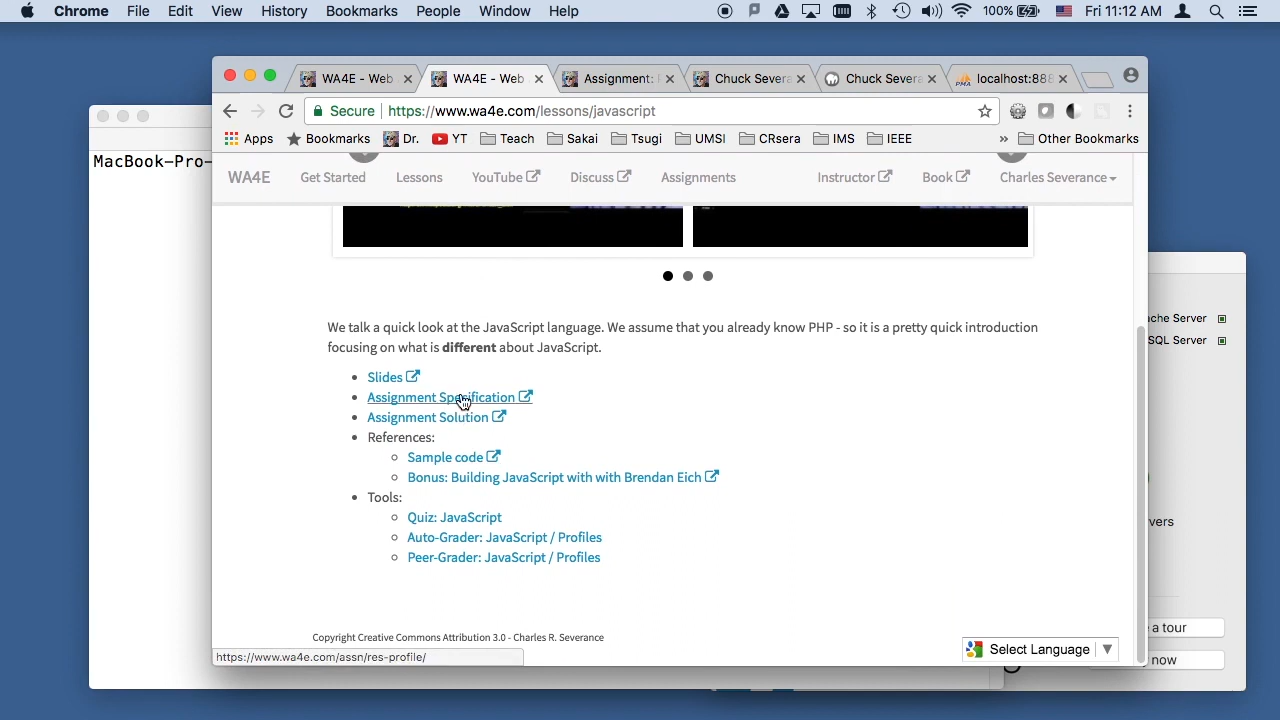 Chrome File Edit View History Bookmarks People Window Help 100% Fri 11:12 AM
WA4E - Web WA4E - Web Assignment: Chuck Severa Chuck Severa localhost:888
Secure https://www.wa4e.com/lessons/javascript
Apps Bookmarks Dr. YT Teach Sakai Tsugi UMSI CRsera IMS IEEE » Other Bookmarks
MacBook-Pro-
WA4E Get Started Lessons YouTube Discuss Assignments Instructor Book Charles Severance
We talk a quick look at the JavaScript language. We assume that you already know PHP - so it is a pretty quick introduction
focusing on what is different about JavaScript.
Slides
Assignment Specification
Assignment Solution
References:
Sample code
Bonus: Building JavaScript with with Brendan Eich
Tools:
Quiz: JavaScript
Auto-Grader: JavaScript / Profiles
Peer-Grader: JavaScript / Profiles
Copyright Creative Commons Attribution 3.0 - Charles R. Severance
Select Language
https://www.wa4e.com/assn/res-profile/
che Server
SQL Server
vers
a tour
now